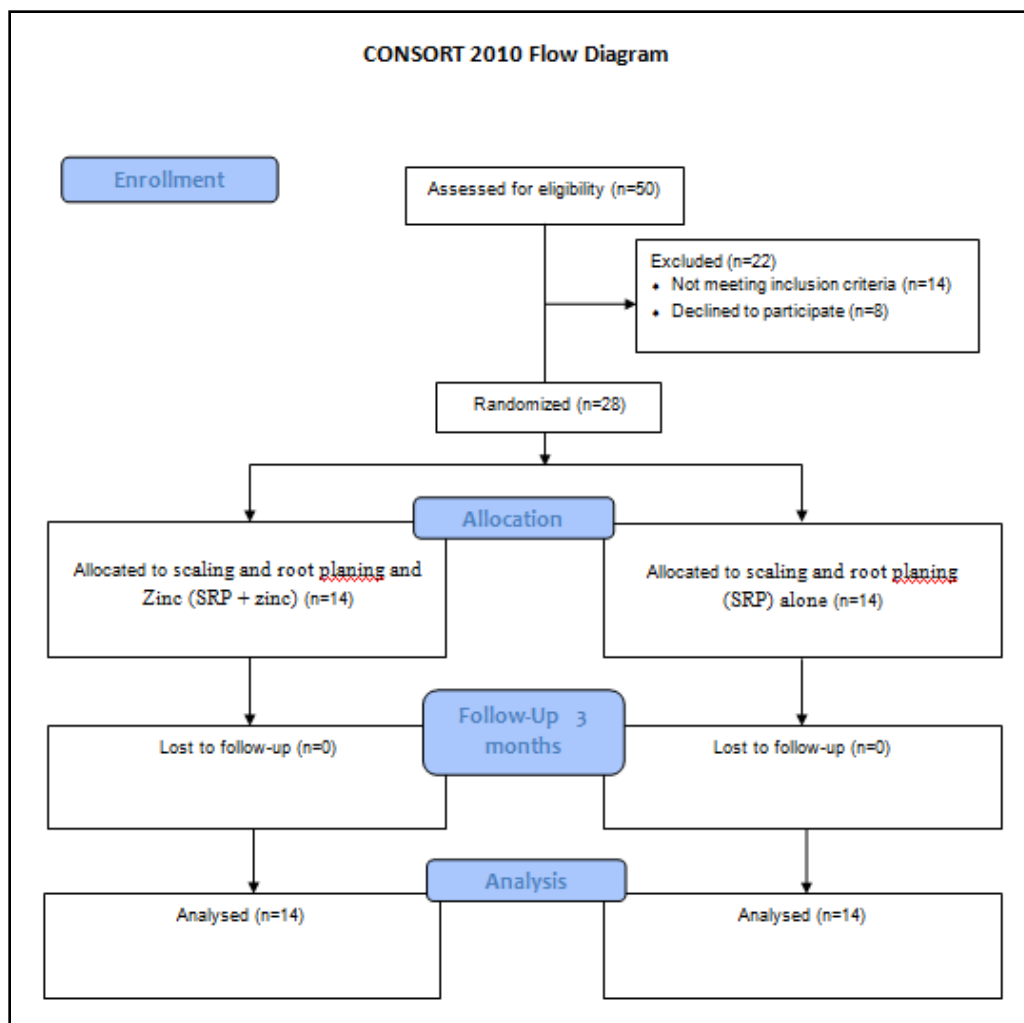 CONSORT 2010 Flow Diagram
Enrollment
Assessed for eligibility (n=50)
Excluded (n=22)
• Not meeting inclusion criteria (n=14)
• Declined to participate (n=8)
Randomized (n=28)
Allocation
Allocated to scaling and root planing and
Zinc (SRP + zinc) (n=14)
Allocated to scaling and root planing
(SRP) alone (n=14)
Follow-Up 3
months
Lost to follow-up (n=0)
Lost to follow-up (n=0)
Analysis
Analysed (n=14)
Analysed (n=14)